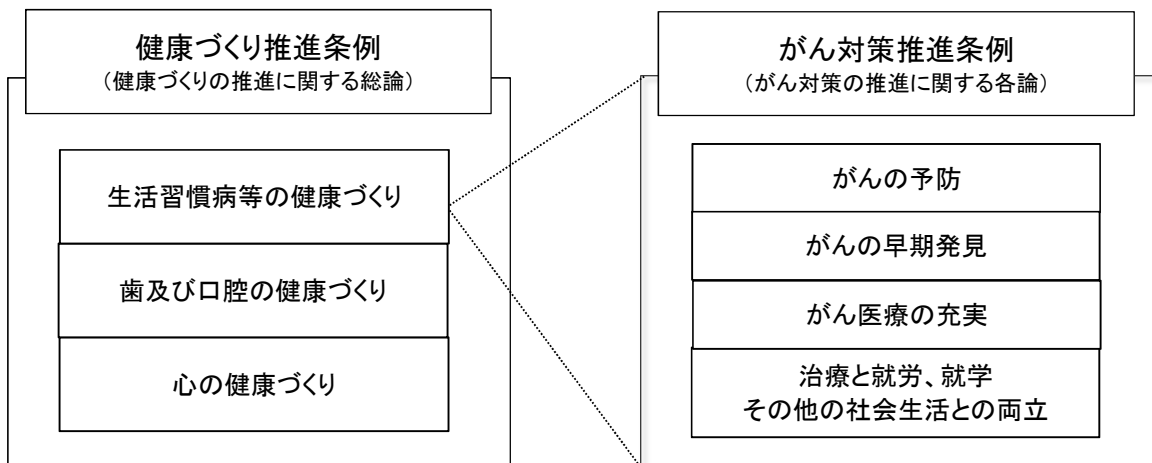 健康づくり推進条例
（健康づくりの推進に関する総論）
生活習慣病等の健康づくり
歯及び口腔の健康づくり
心の健康づくり
がん対策推進条例
（がん対策の推進に関する各論）
がんの予防
がんの早期発見
がん医療の充実
治療と就労、就学
その他の社会生活との両立